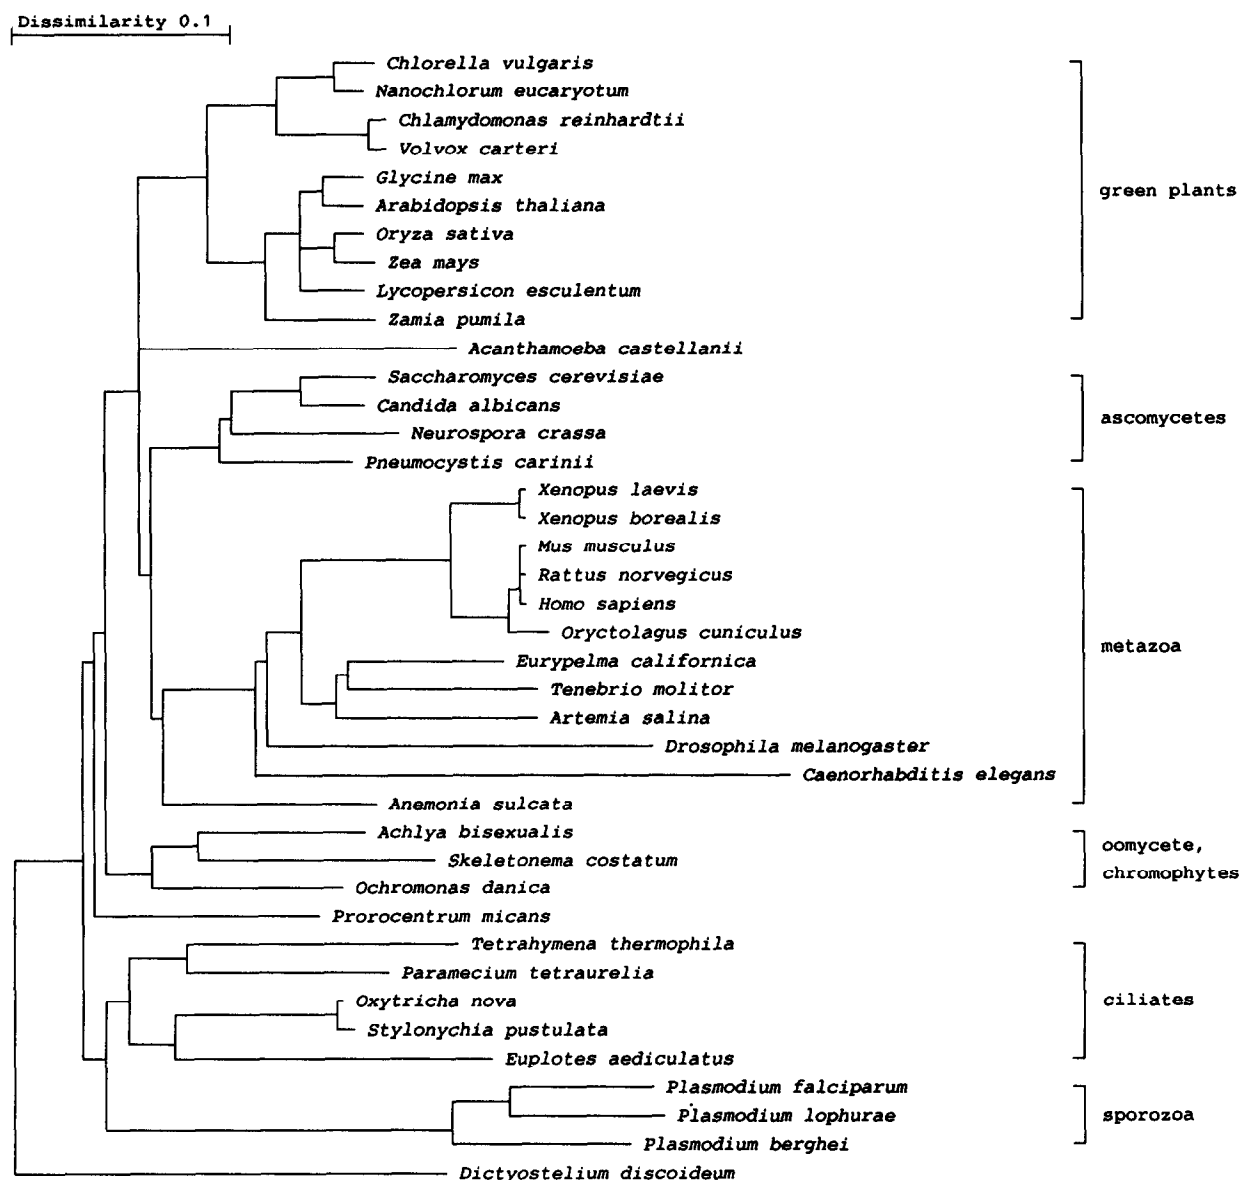 Dissimilarity 0.1
Chlorella vulgaris
Nanochlorum eucaryotum
Chlamydomonas reinhardtii
Volvox carteri
Glycine max
green plants
Arabidopsis thaliana
Oryza sativa
Zea mays
Lycopersicon esculentum
Zamia pumila
Acanthamoeba castellanii
Saccharomyces cerevisiae
Candida albicans
ascomycetes
Neurospora crassa
Pneumocystis carinii
Xenopus laevis
Xenopus borealis
Mus musculus
Rattus norvegicus
Homo sapiens
Oryctolagus cuniculus
metazoa
Eurypelma californica
Tenebrio molitor
Artemia salina
Drosophila melanogaster
Caenorhabditis elegans
Anemonia sulcata
Achlya bisexualis
oomycete,
Skeletonema costatum
chromophytes
Ochromonas danica
Prorocentrum micans
Tetrahymena thermophila
Paramecium tetraurelia
Oxytricha nova
ciliates
Stylonychia pustulata
Euplotes aediculatus
Plasmodium falciparum
Plasmodium lophurae
sporozoa
Plasmodium berghei
Dictyostelium discoideum